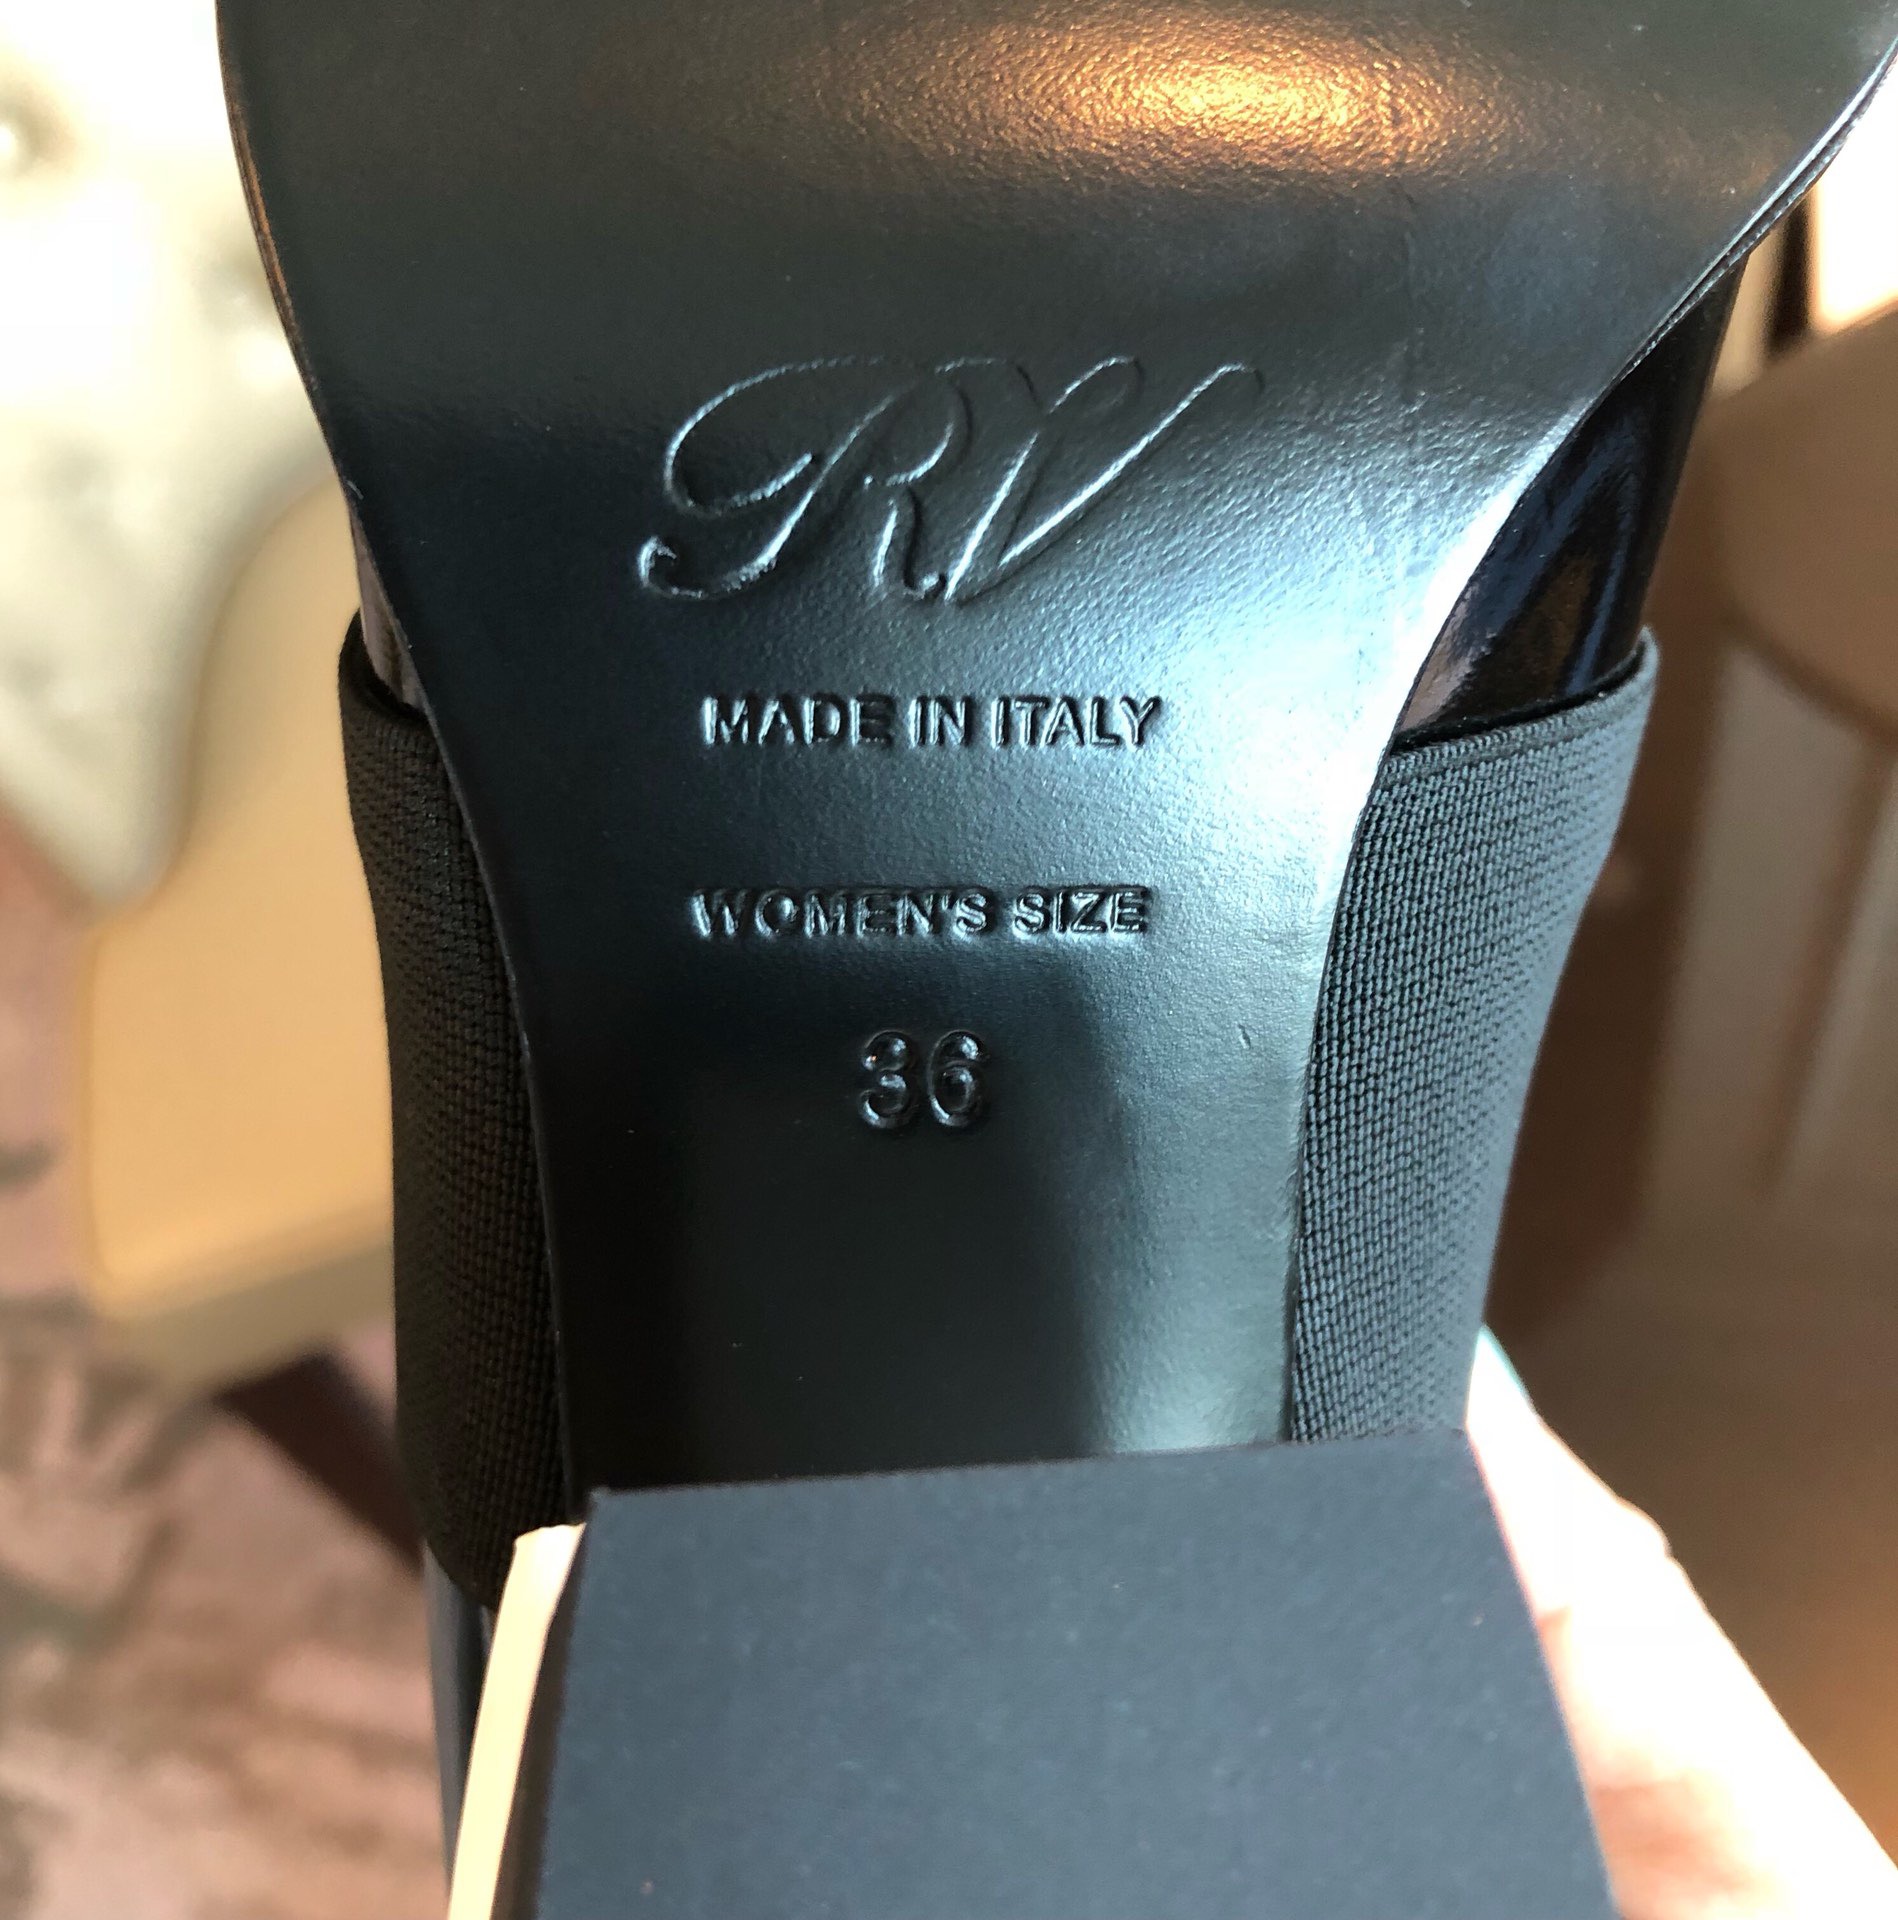 RV
MADE IN ITALY
WOMEN'S SIZE
36